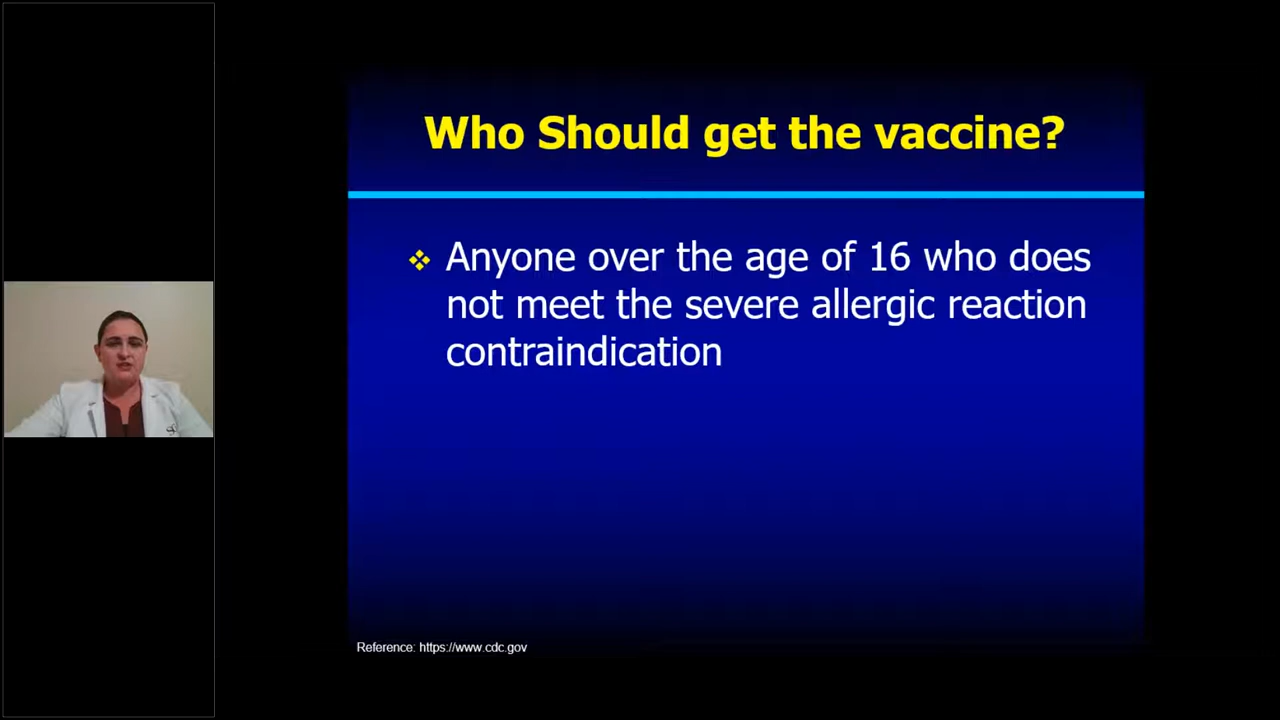 Who Should get the vaccine?
Anyone over the age of 16 who does
not meet the severe allergic reaction
contraindication
Reference: https://www.cdc.gov